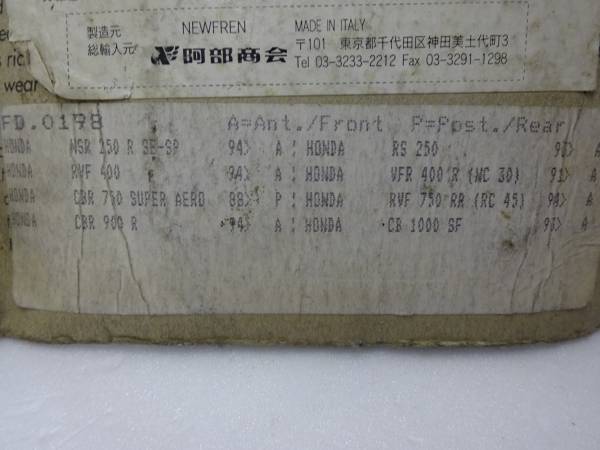 製造元 NEWFREN MADE IN ITALY
総輸入元 阿部商会 〒101 東京都千代田区神田美土代町3
Tel 03-3233-2212 Fax 03-3291-1298
wear
FD.0198 A=Ant./Front P=Post./Rear
HONDA NSR 250 R SE-SP 94> A HONDA RS 250 A
HONDA RVF 400 94> A HONDA VFR 400 R (NC 30) 91> A
HONDA CBR 750 SUPER AERO 88> P HONDA RVF 750 RR (RC 45) 94> A
HONDA CBR 900 R 94> A HONDA CB 1000 SF A